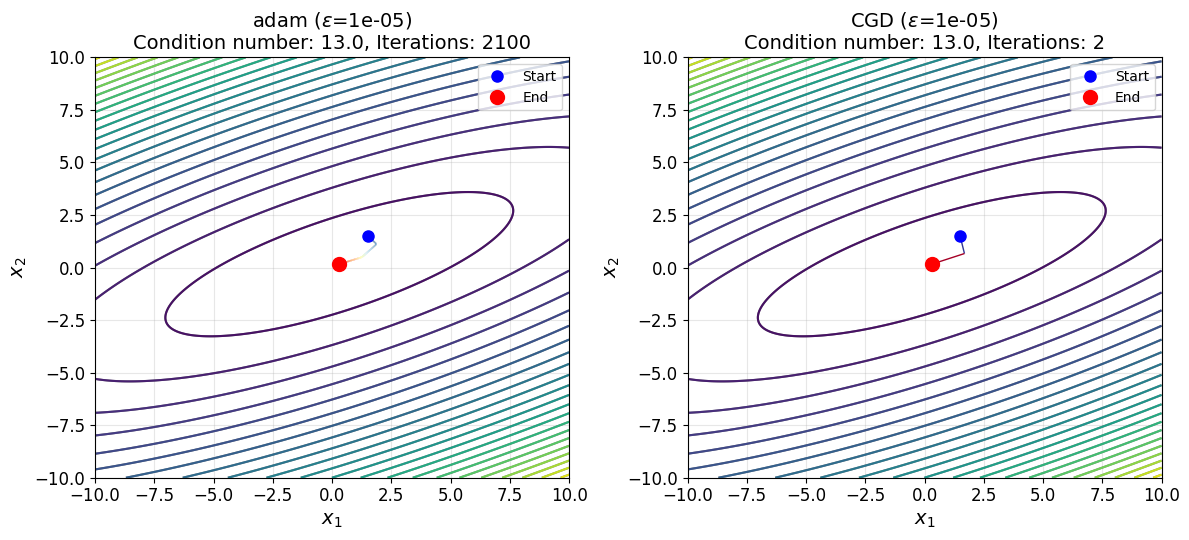 adam (ε=1e-05)
Condition number: 13.0, Iterations: 2100
Start
End
10.0
7.5
5.0
2.5
0.0
−2.5
−5.0
−7.5
−10.0
x₂
−10.0 −7.5 −5.0 −2.5 0.0 2.5 5.0 7.5 10.0
x₁
CGD (ε=1e-05)
Condition number: 13.0, Iterations: 2
Start
End
10.0
7.5
5.0
2.5
0.0
−2.5
−5.0
−7.5
−10.0
x₂
−10.0 −7.5 −5.0 −2.5 0.0 2.5 5.0 7.5 10.0
x₁